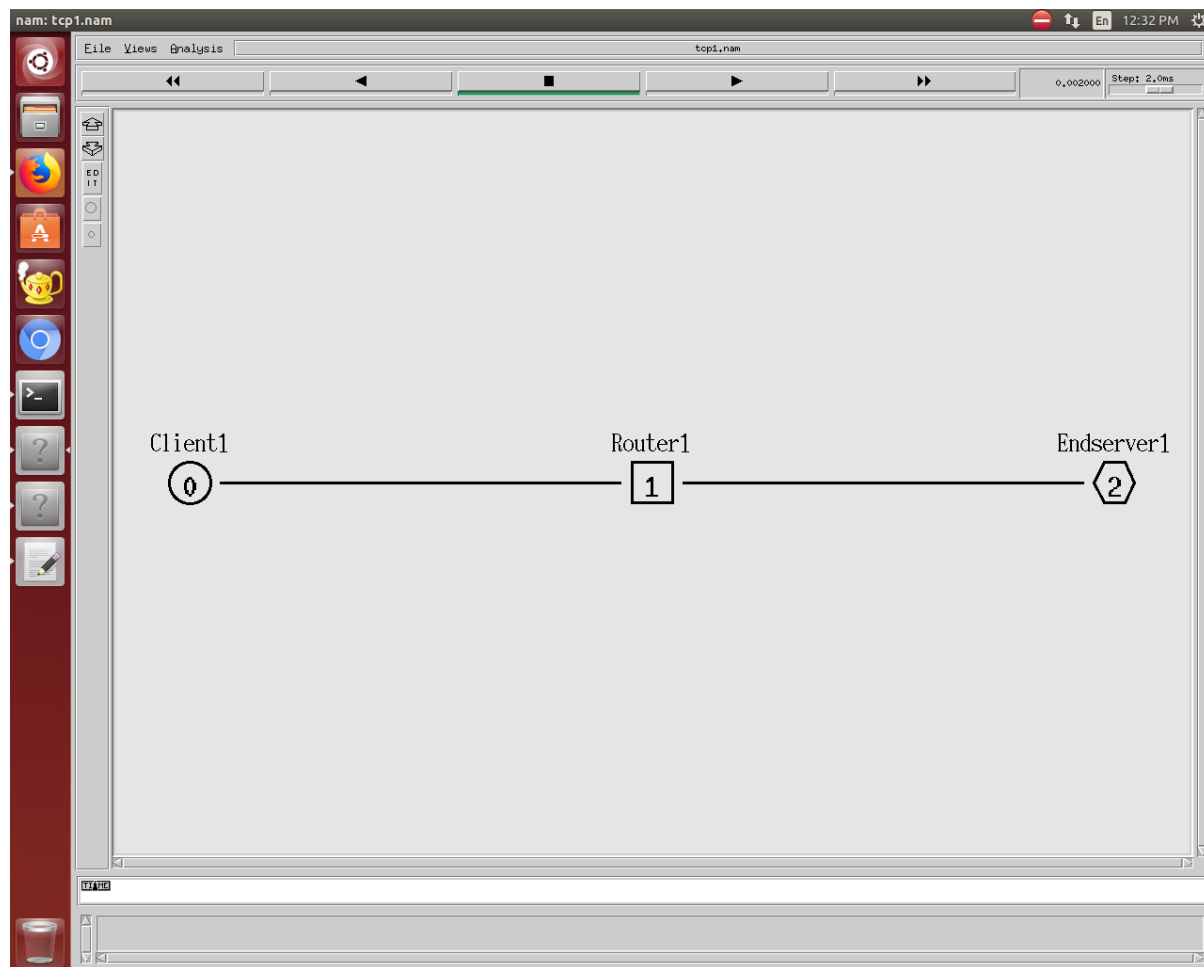 nam: tcp1.nam
En 12:32 PM
File Views Analysis tcp1.nam
0.002000 Step: 2.0ms
ED
IT
Client1 Router1 Endserver1
0 1 2
TIME